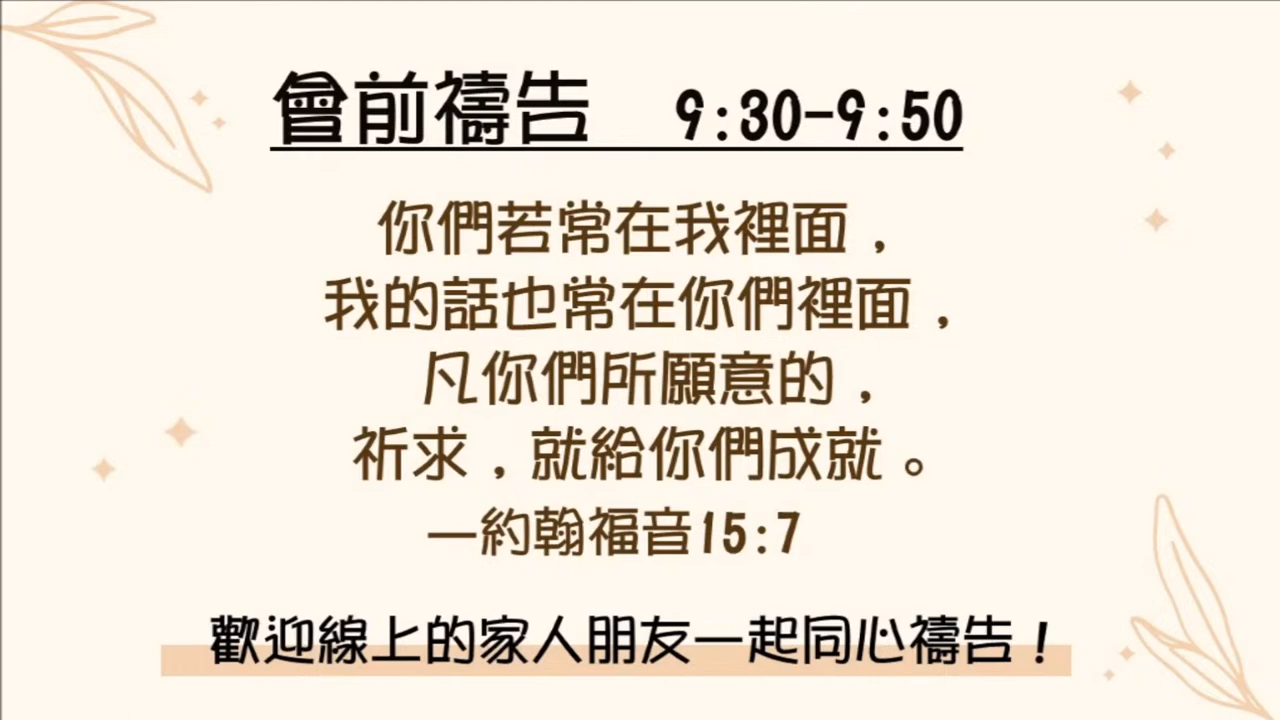 會前禱告 9:30-9:50
你們若常在我裡面，
我的話也常在你們裡面，
凡你們所願意的，
祈求，就給你們成就。
—約翰福音15:7
歡迎線上的家人朋友一起同心禱告！